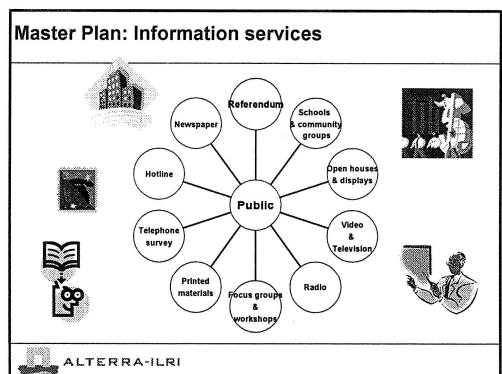 Master Plan: Information services
Referendum
Schools
& community
groups
Open houses
& displays
Video
&
Television
Radio
Focus groups
&
workshops
Printed
materials
Telephone
survey
Hotline
Newspaper
Public
ALTERRA-ILRI